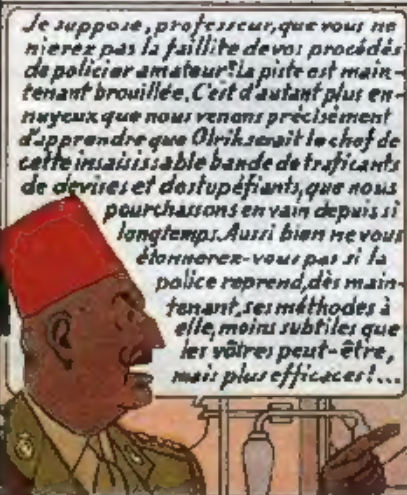 Je suppose, professeur, que vous ne
nierez pas la faillite de vos procédés
de policier amateur! la piste est main-
tenant brouillée. C'est d'autant plus en-
nuyeux que nous venons précisément
d'apprendre que Olrik serait le chef de
cette insaisissable bande de traficants
de devises et de stupéfiants, que nous
pourchassons en vain depuis si
longtemps. Aussi bien ne vous
étonnerez-vous pas si la
police reprend, dès main-
tenant, ses méthodes à
elle, moins subtiles que
les vôtres peut-être,
mais plus efficaces!...